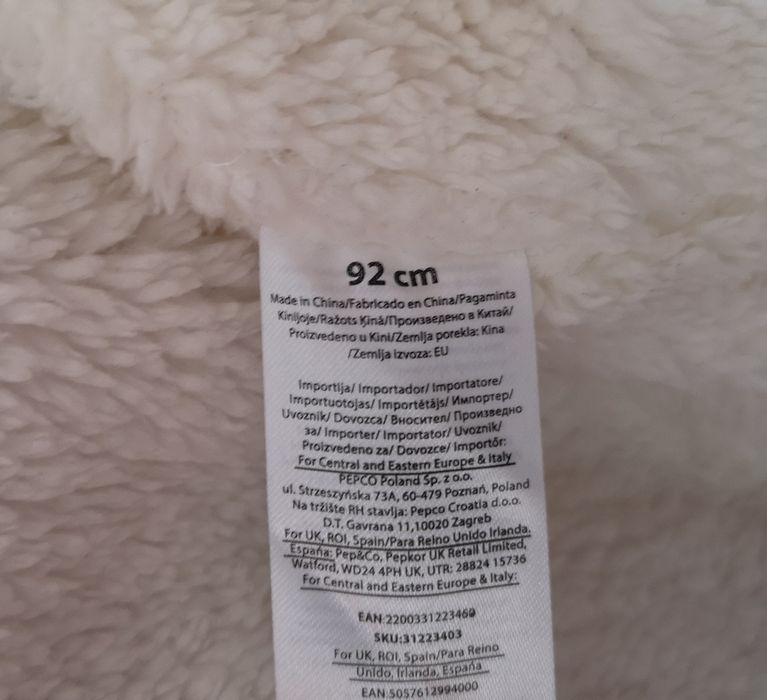 92 cm
Made in China/Fabricado en China/Pagaminta
Kinijoje/Ražots Ķīnā/Произведено в Китай/
Proizvedeno u Kini/Zemlja porekla: Kina
/Zemlja izvoza: EU
Importija/ Importador/ Importatore/
Importuotojas/ Importētājs/ Импортер/
Uvoznik/ Dovozca/ Вносител/ Произведено
за/ Importer/ Importator/ Uvoznik/
Proizvedeno za/ Dovozce/ Importőr:
For Central and Eastern Europe & Italy
PEPCO Poland Sp. z o.o.
ul. Strzeszyńska 73A, 60-479 Poznań, Poland
Na tržište RH stavlja: Pepco Croatia d.o.o.
D.T. Gavrana 11,10020 Zagreb
For UK, ROI, Spain/Para Reino Unido Irlanda,
España: Pep&Co, Pepkor UK Retail Limited,
Watford, WD24 4PH UK, UTR: 28824 15736
For Central and Eastern Europe & Italy:
EAN:2200331223460
SKU:31223403
For UK, ROI, Spain/Para Reino
Unido, Irlanda, España
EAN:5057612994000